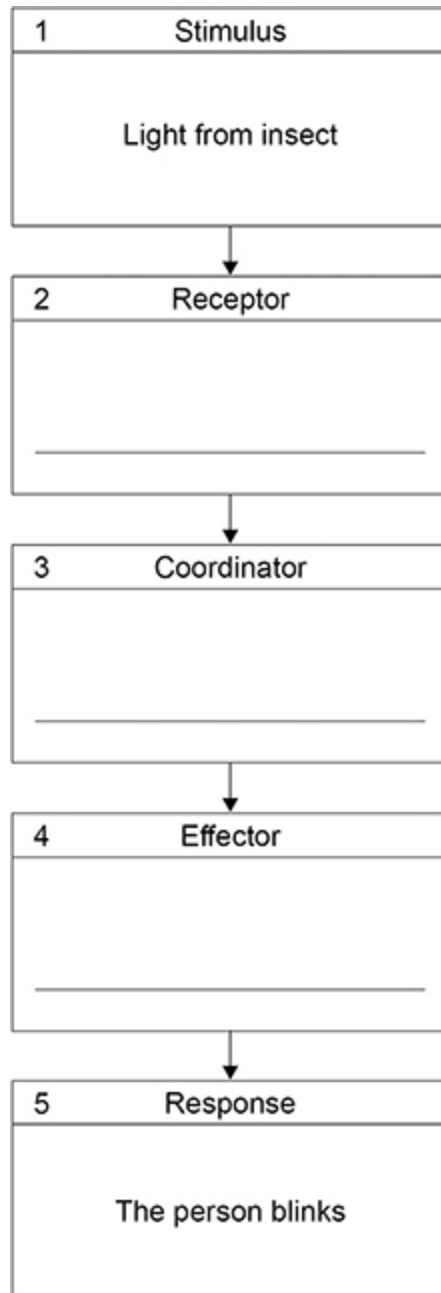 1 Stimulus
Light from insect
2 Receptor
3 Coordinator
4 Effector
5 Response
The person blinks